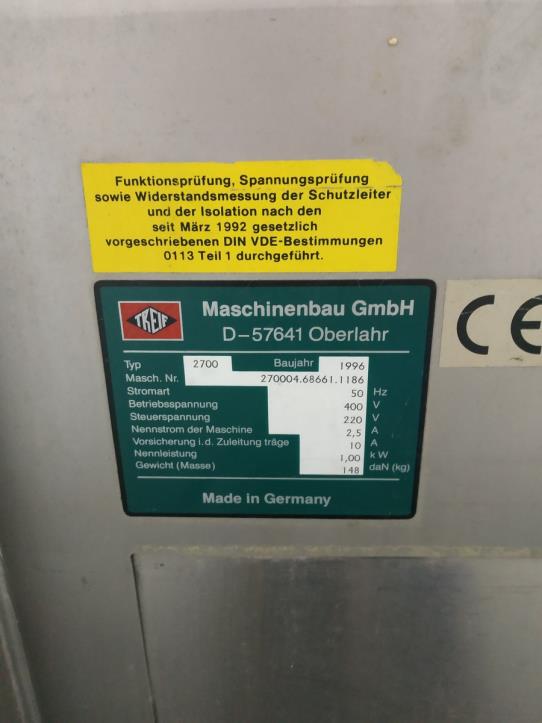 Funktionsprüfung, Spannungsprüfung
sowie Widerstandsmessung der Schutzleiter
und der Isolation nach den
seit März 1992 gesetzlich
vorgeschriebenen DIN VDE-Bestimmungen
0113 Teil 1 durchgeführt.
TREIF
Maschinenbau GmbH
D-57641 Oberlahr
CE
Typ 2700 Baujahr 1996
Masch. Nr. 270004.68661.1186
Stromart 50 Hz
Betriebsspannung 400 V
Steuerspannung 220 V
Nennstrom der Maschine 2,5 A
Vorsicherung i.d. Zuleitung träge 10 A
Nennleistung 1,00 kW
Gewicht (Masse) 148 daN (kg)
Made in Germany